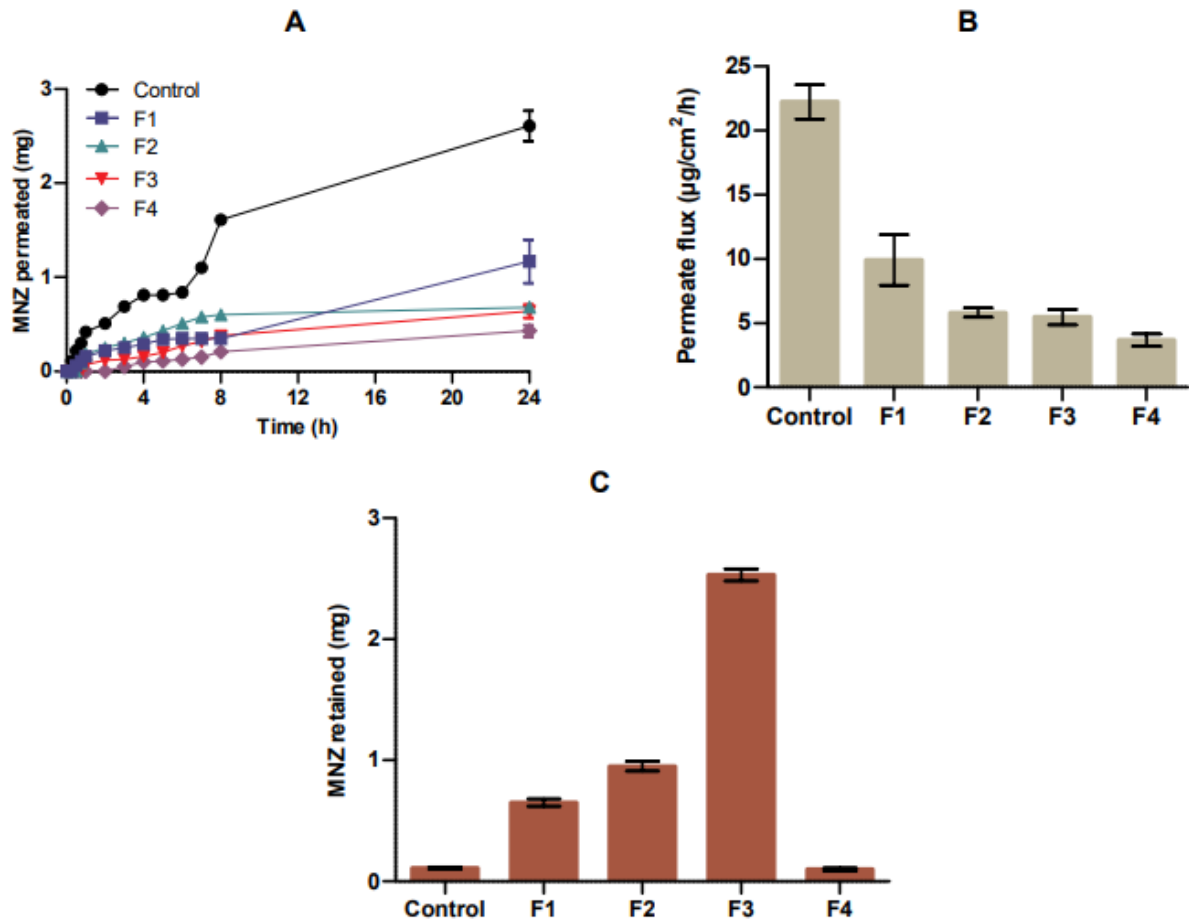 A
Control
F1
F2
F3
F4
MNZ permeated (mg)
3
2
1
0
0 4 8 12 16 20 24
Time (h)
B
Permeate flux (µg/cm²/h)
25
20
15
10
5
0
Control F1 F2 F3 F4
C
MNZ retained (mg)
3
2
1
0
Control F1 F2 F3 F4